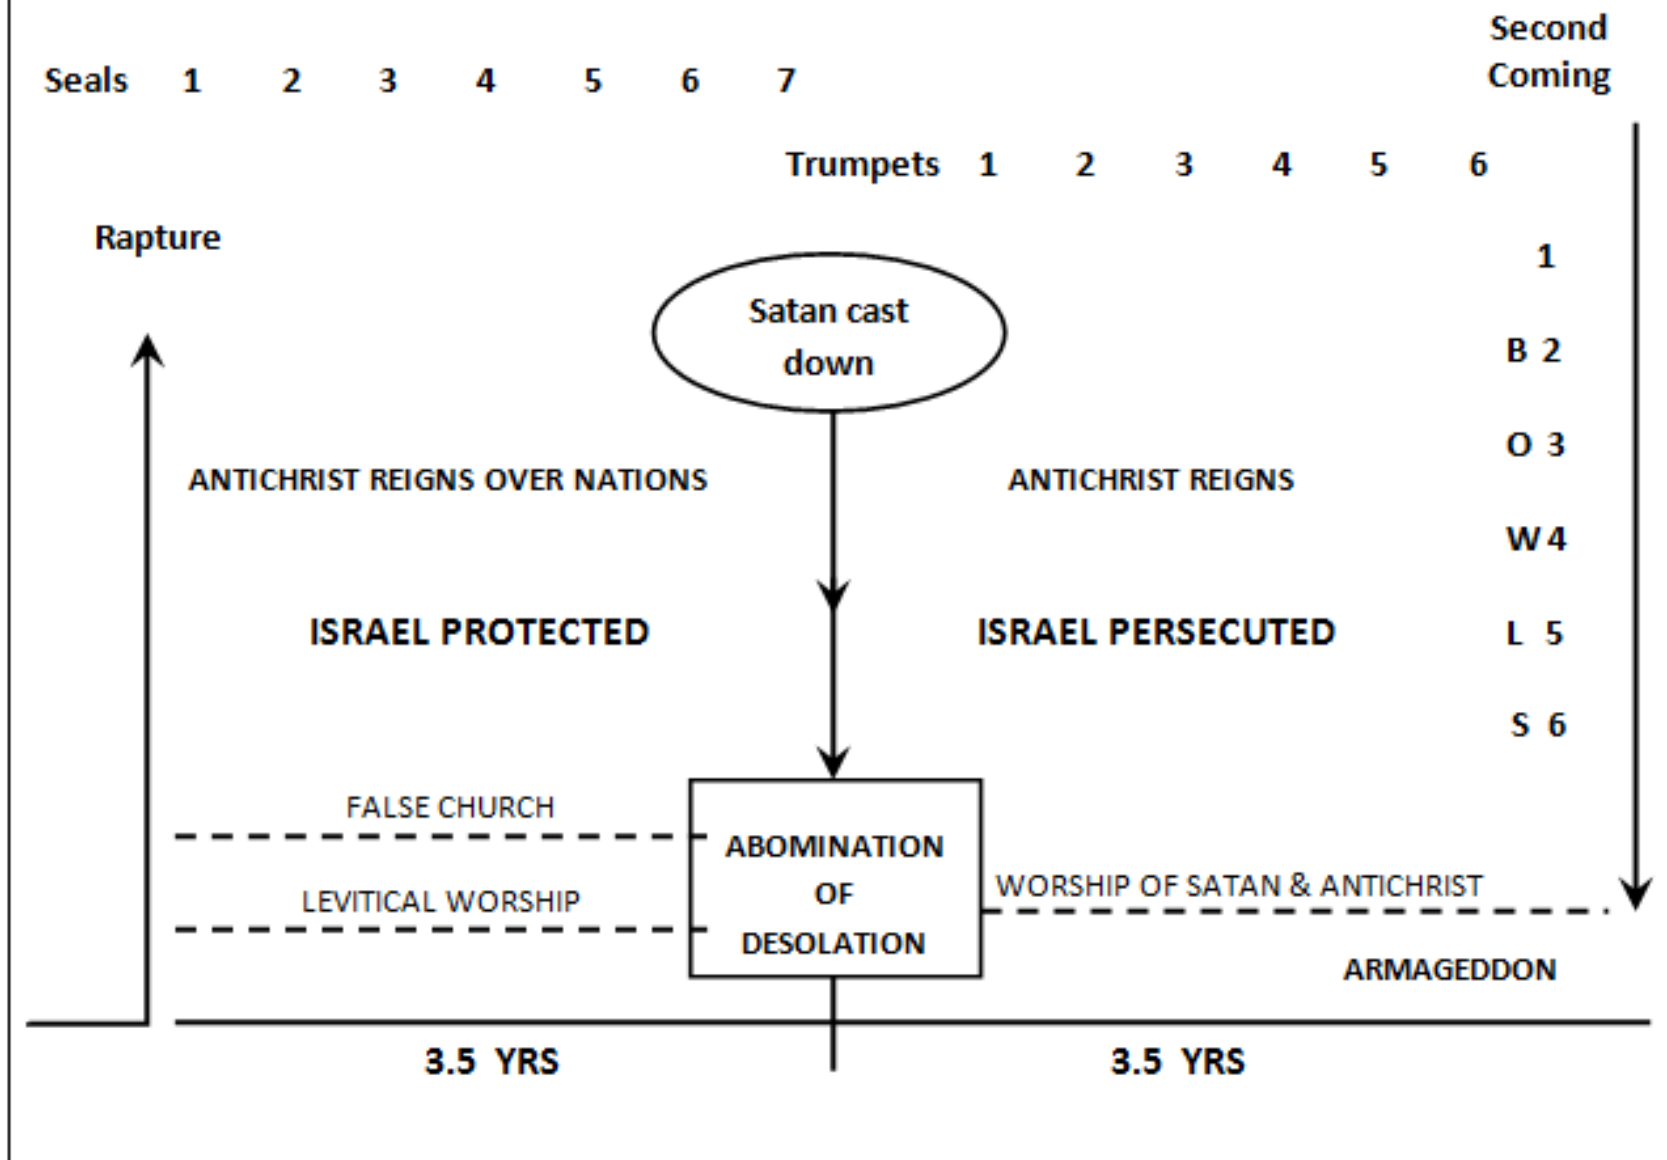 Second
Coming
Seals 1 2 3 4 5 6 7
Trumpets 1 2 3 4 5 6
Rapture
1
Satan cast
down
B 2
O 3
ANTICHRIST REIGNS OVER NATIONS
ANTICHRIST REIGNS
W 4
ISRAEL PROTECTED
ISRAEL PERSECUTED
L 5
S 6
FALSE CHURCH
ABOMINATION
OF
DESOLATION
LEVITICAL WORSHIP
WORSHIP OF SATAN & ANTICHRIST
ARMAGEDDON
3.5 YRS
3.5 YRS